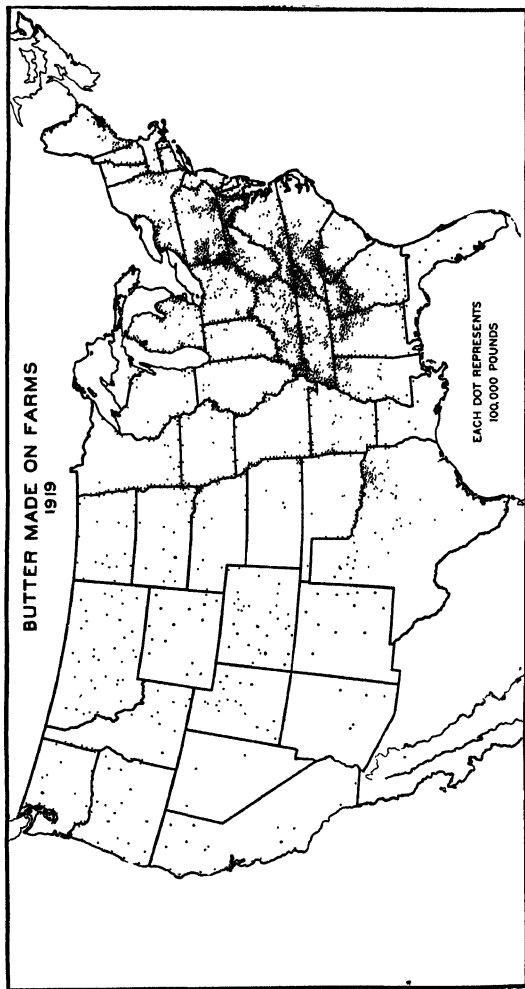 BUTTER MADE ON FARMS
1919
EACH DOT REPRESENTS
100,000 POUNDS